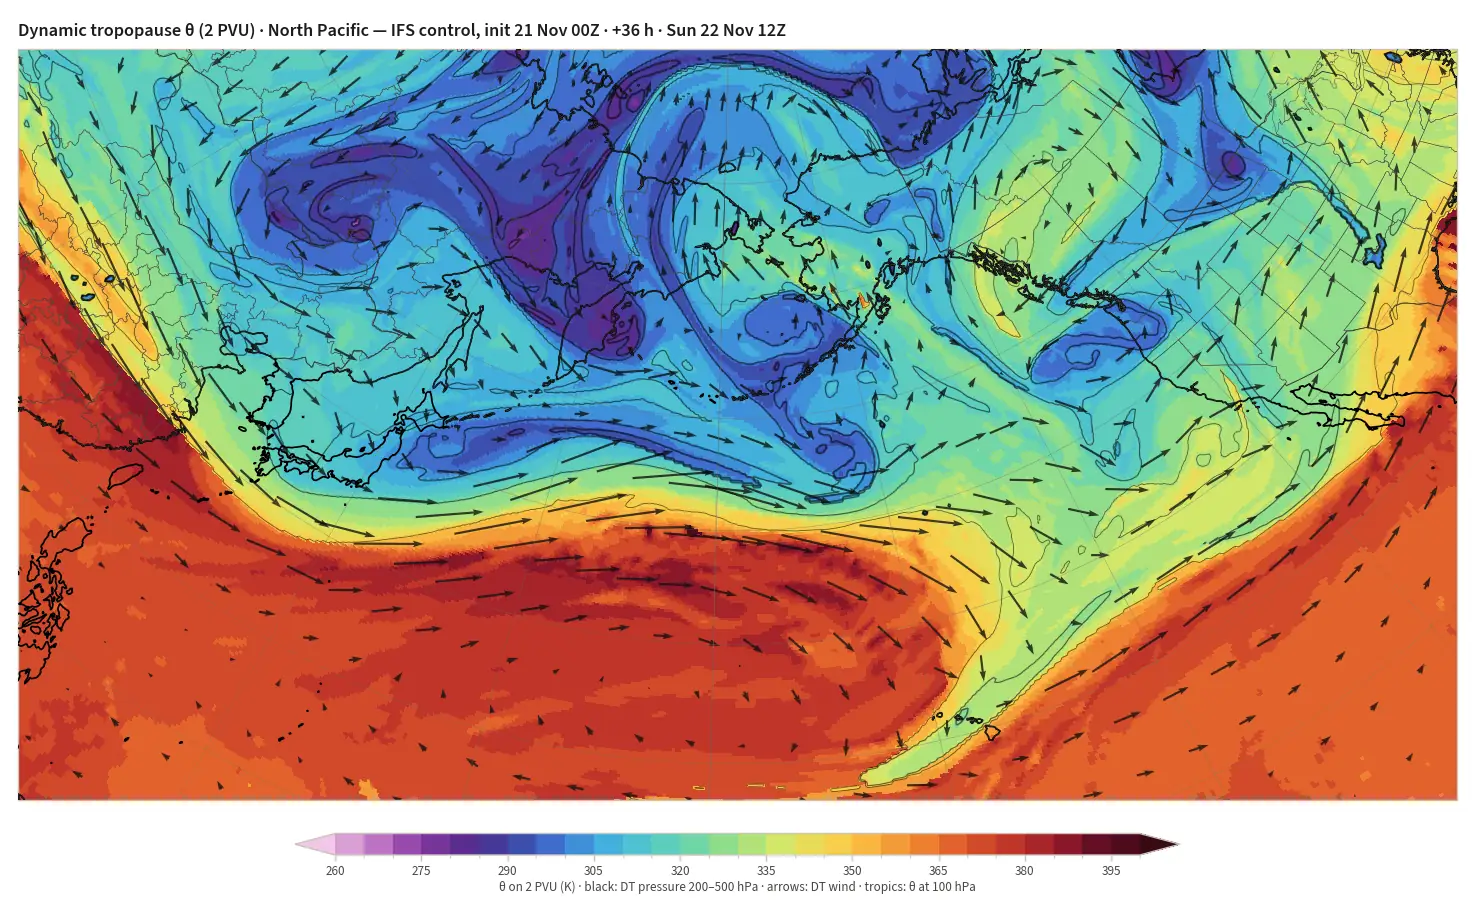 Dynamic tropopause θ (2 PVU) · North Pacific — IFS control, init 21 Nov 00Z · +36 h · Sun 22 Nov 12Z
260 275 290 305 320 335 350 365 380 395
θ on 2 PVU (K) · black: DT pressure 200–500 hPa · arrows: DT wind · tropics: θ at 100 hPa